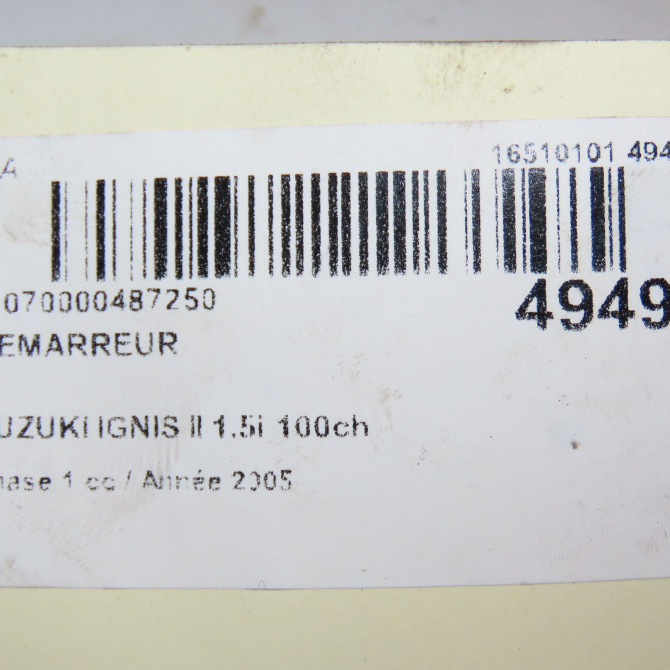 A
16510101 494
070000487250
4949
EMARREUR
UZUKI IGNIS II 1.5i 100ch
hase 1 cc / Année 2005